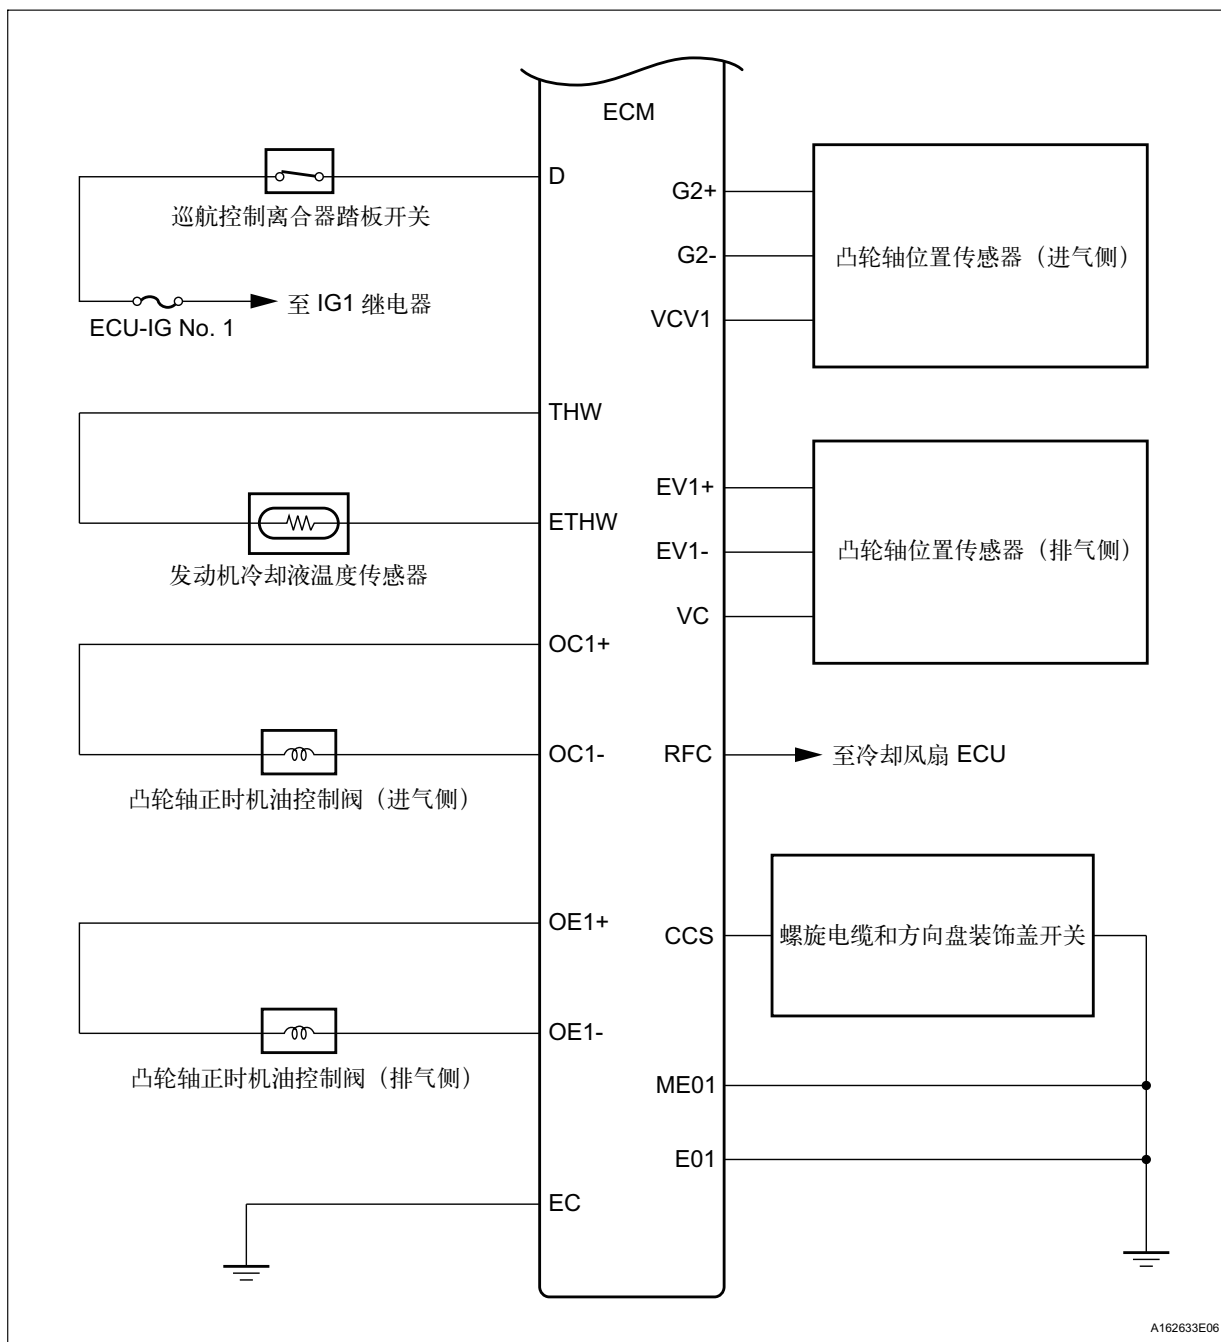 ECM
D
巡航控制离合器踏板开关
至 IG1 继电器
ECU-IG No. 1
THW
ETHW
发动机冷却液温度传感器
OC1+
OC1-
凸轮轴正时机油控制阀（进气侧）
OE1+
OE1-
凸轮轴正时机油控制阀（排气侧）
EC
G2+
G2-
凸轮轴位置传感器（进气侧）
VCV1
EV1+
EV1-
凸轮轴位置传感器（排气侧）
VC
RFC
至冷却风扇 ECU
CCS
螺旋电缆和方向盘装饰盖开关
ME01
E01
A162633E06